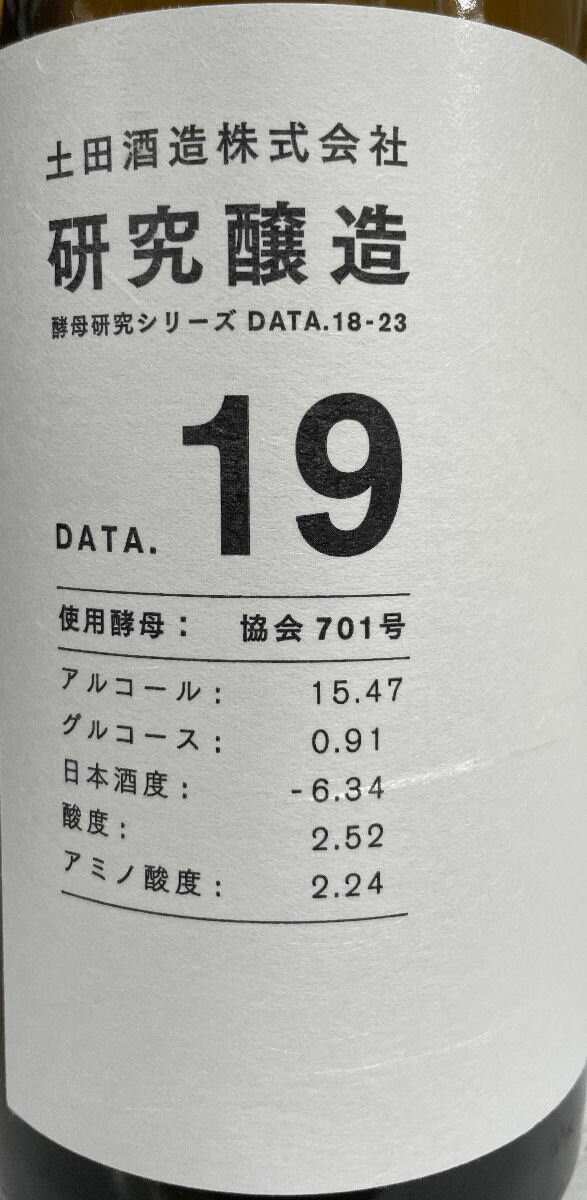 土田酒造株式会社
研究醸造
酵母研究シリーズ DATA.18-23
DATA. 19
使用酵母： 協会 701号
アルコール： 15.47
グルコース： 0.91
日本酒度： -6.34
酸度： 2.52
アミノ酸度： 2.24